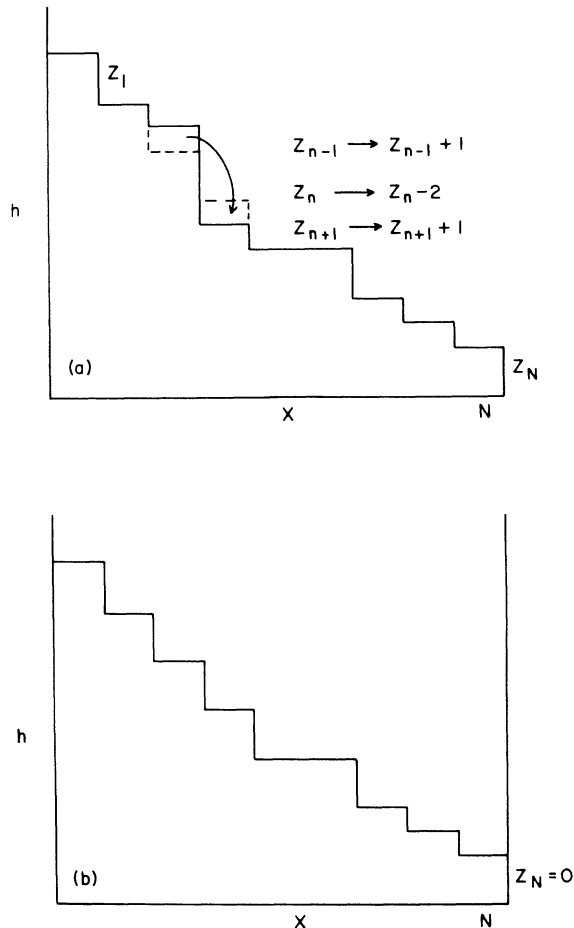 Z1
Zn-1 → Zn-1 + 1
h
Zn → Zn - 2
Zn+1 → Zn+1 + 1
(a)
ZN
X
N
h
(b)
ZN = 0
X
N